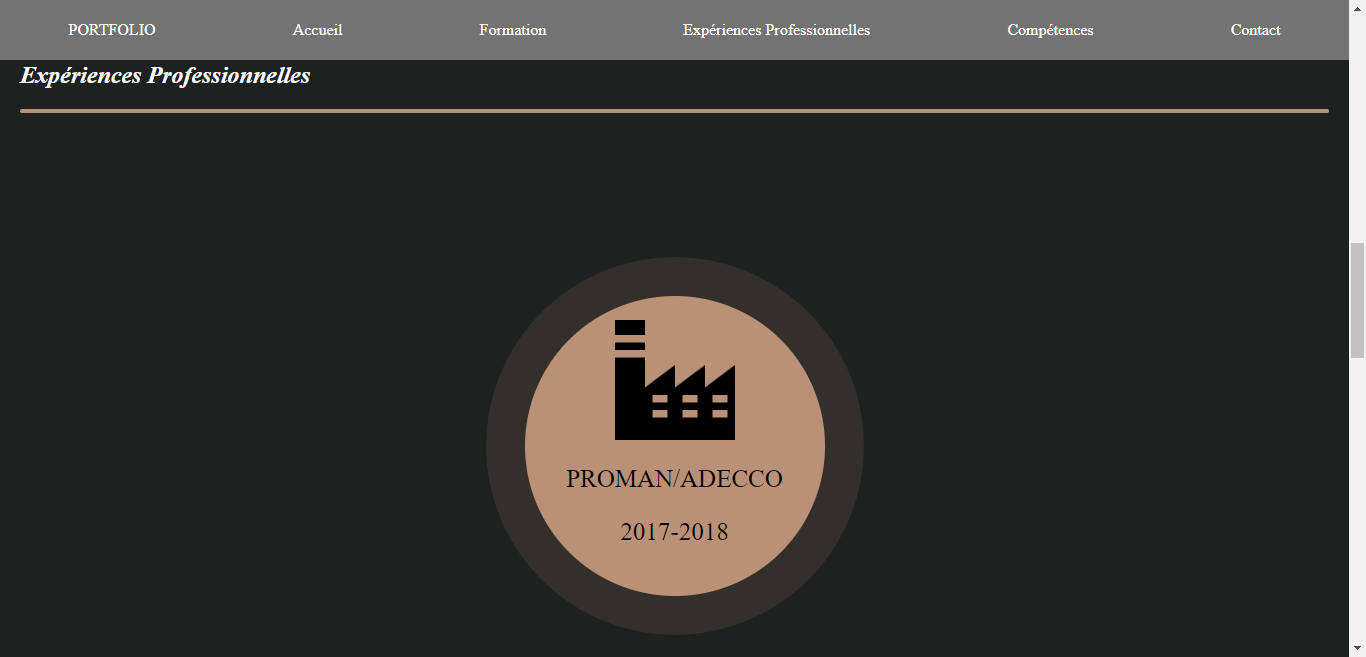 PORTFOLIO Accueil Formation Expériences Professionnelles Compétences Contact
Expériences Professionnelles
PROMAN/ADECCO
2017-2018